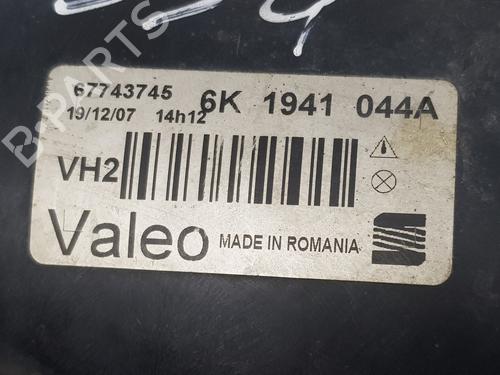 67743745 6K 1941 044A
19/12/07 14h12
VH2
Valeo MADE IN ROMANIA
B-PARTS